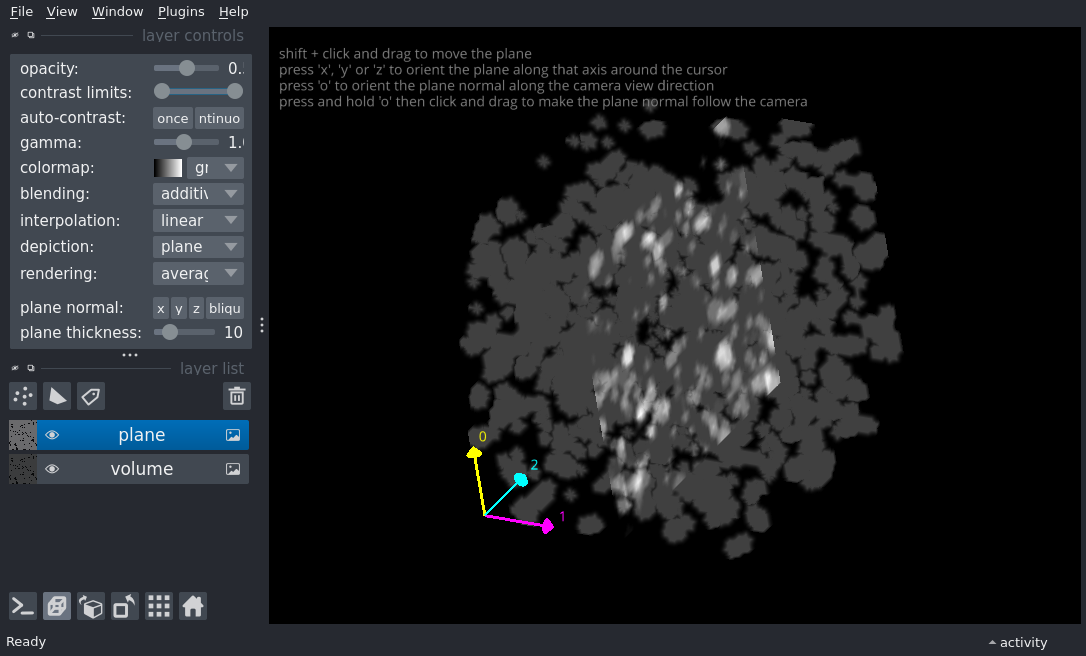 File View Window Plugins Help
layer controls
opacity: 0.
contrast limits:
auto-contrast: once ntinuo
gamma: 1.
colormap: gr
blending: additiv
interpolation: linear
depiction: plane
rendering: averag
plane normal: x y z bliqu
plane thickness: 10
layer list
plane
volume
Ready
shift + click and drag to move the plane
press 'x', 'y' or 'z' to orient the plane along that axis around the cursor
press 'o' to orient the plane normal along the camera view direction
press and hold 'o' then click and drag to make the plane normal follow the camera
0
2
1
activity